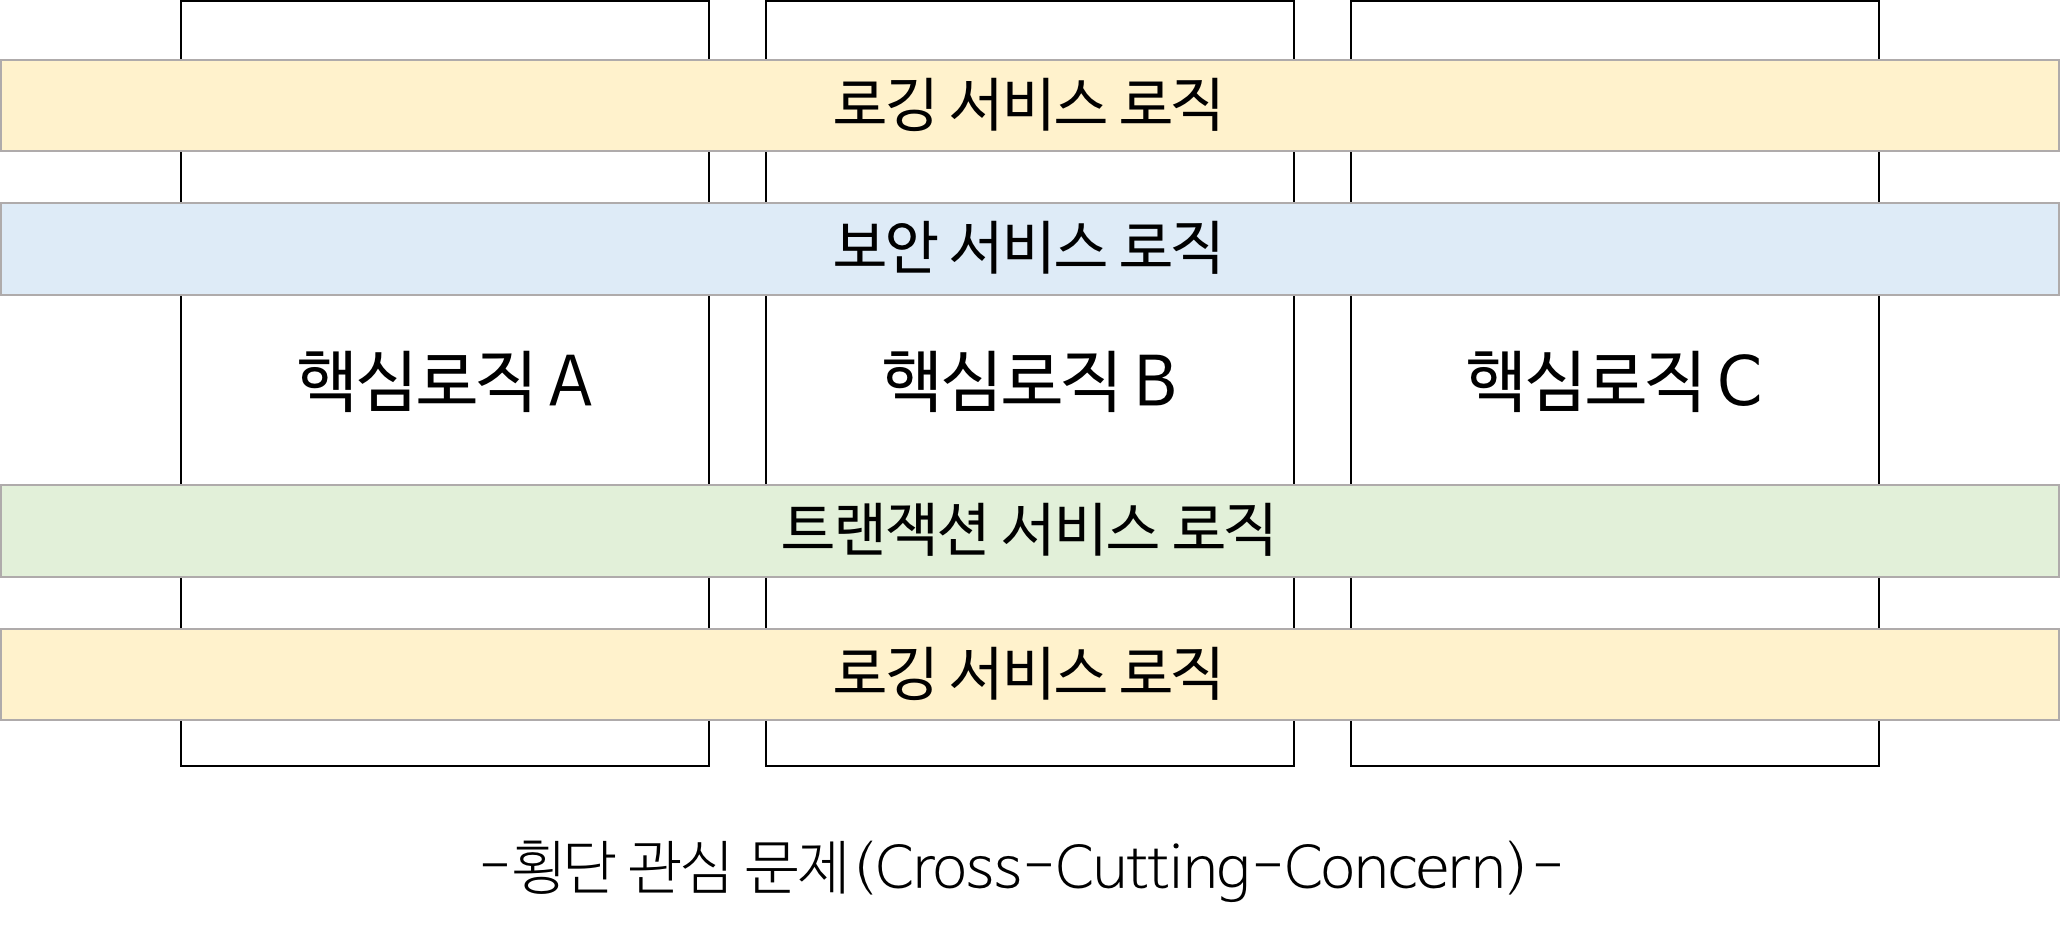 로깅 서비스 로직
보안 서비스 로직
핵심로직 A
핵심로직 B
핵심로직 C
트랜잭션 서비스 로직
로깅 서비스 로직
-횡단 관심 문제(Cross-Cutting-Concern)-